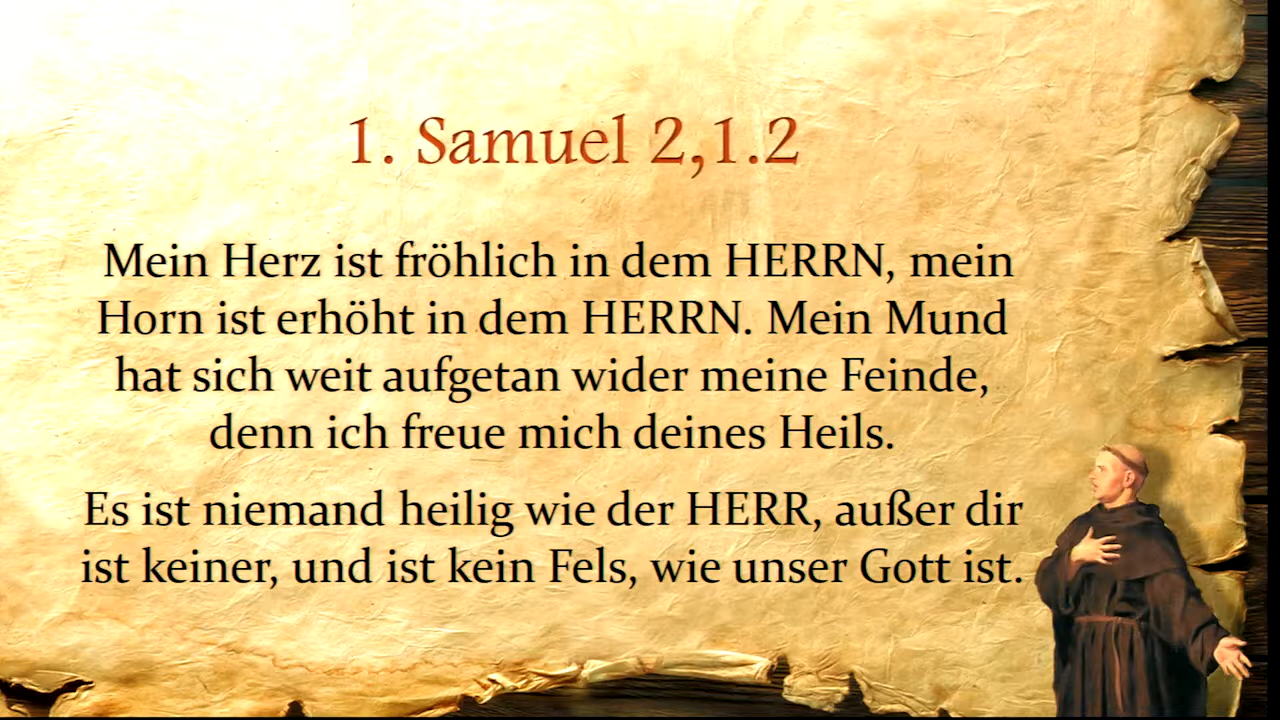 1. Samuel 2,1.2
Mein Herz ist fröhlich in dem HERRN, mein
Horn ist erhöht in dem HERRN. Mein Mund
hat sich weit aufgetan wider meine Feinde,
denn ich freue mich deines Heils.
Es ist niemand heilig wie der HERR, außer dir
ist keiner, und ist kein Fels, wie unser Gott ist.